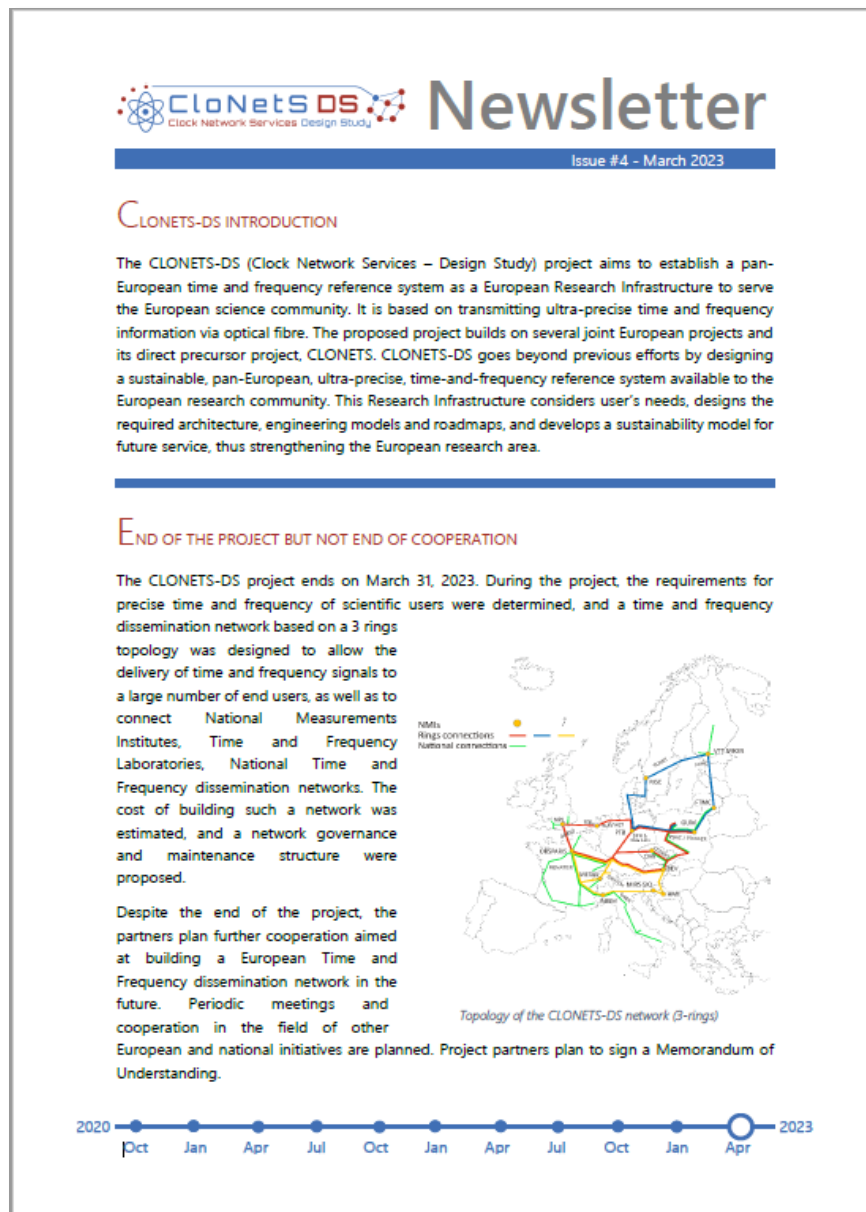 CloNetS DS
Clock Network Services Design Study
Newsletter
Issue #4 - March 2023
CLONETS-DS INTRODUCTION
The CLONETS-DS (Clock Network Services – Design Study) project aims to establish a pan-
European time and frequency reference system as a European Research Infrastructure to serve
the European science community. It is based on transmitting ultra-precise time and frequency
information via optical fibre. The proposed project builds on several joint European projects and
its direct precursor project, CLONETS. CLONETS-DS goes beyond previous efforts by designing
a sustainable, pan-European, ultra-precise, time-and-frequency reference system available to the
European research community. This Research Infrastructure considers user's needs, designs the
required architecture, engineering models and roadmaps, and develops a sustainability model for
future service, thus strengthening the European research area.
END OF THE PROJECT BUT NOT END OF COOPERATION
The CLONETS-DS project ends on March 31, 2023. During the project, the requirements for
precise time and frequency of scientific users were determined, and a time and frequency
dissemination network based on a 3 rings
topology was designed to allow the
delivery of time and frequency signals to
a large number of end users, as well as to
connect National Measurements
Institutes, Time and Frequency
Laboratories, National Time and
Frequency dissemination networks. The
cost of building such a network was
estimated, and a network governance
and maintenance structure were
proposed.
Despite the end of the project, the
partners plan further cooperation aimed
at building a European Time and
Frequency dissemination network in the
future. Periodic meetings and
cooperation in the field of other
European and national initiatives are planned. Project partners plan to sign a Memorandum of
Understanding.
NMIs
Rings connections
National connections
VTT MIKES
RISE
NPL
PTB
OBSPARIS
INRIM
Topology of the CLONETS-DS network (3-rings)
2020
2023
Oct Jan Apr Jul Oct Jan Apr Jul Oct Jan Apr